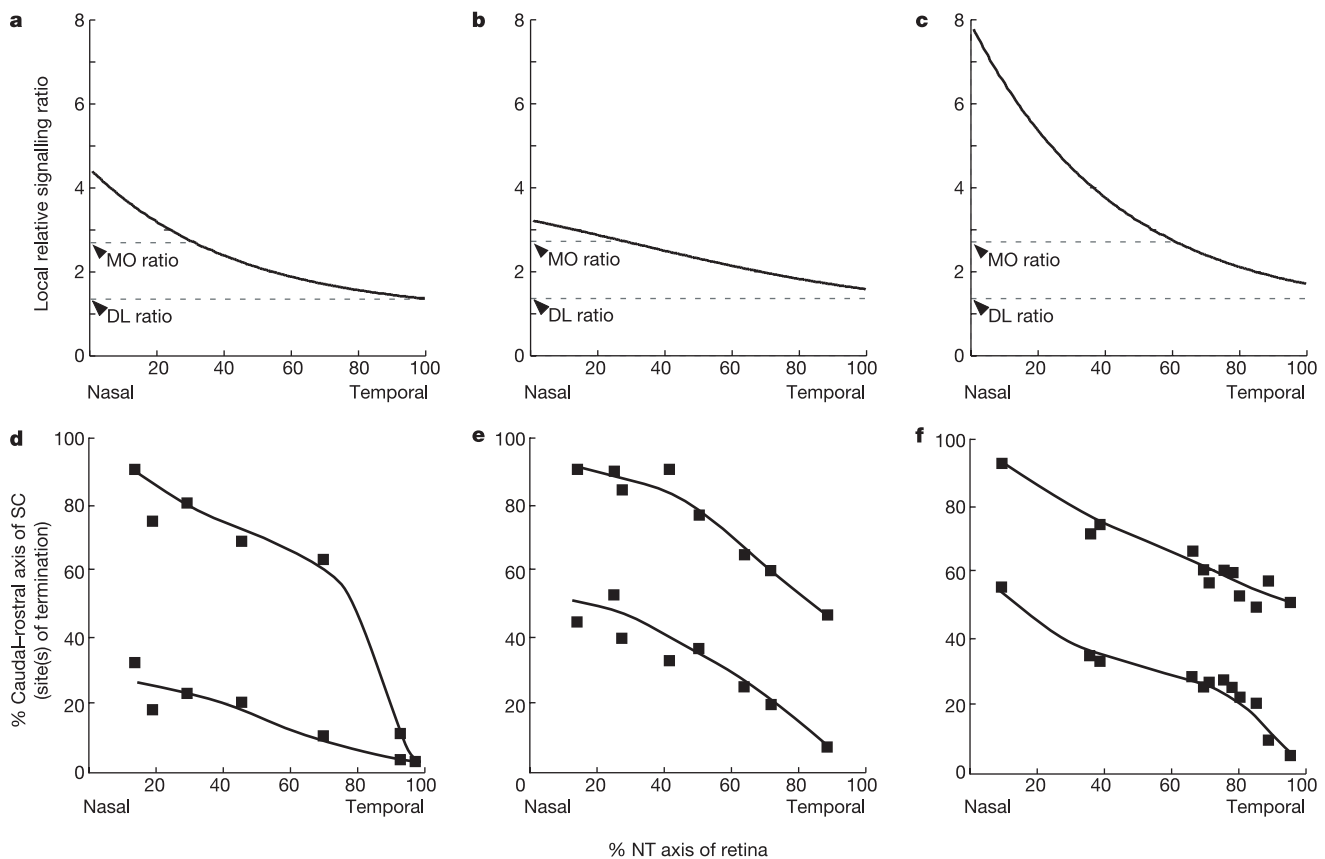 a
b
c
Local relative signalling ratio
8
6
4
2
0
MO ratio
DL ratio
20 40 60 80 100
Nasal Temporal
8
6
4
2
0
MO ratio
DL ratio
20 40 60 80 100
Nasal Temporal
8
6
4
2
0
MO ratio
DL ratio
20 40 60 80 100
Nasal Temporal
d
e
f
% Caudal–rostral axis of SC
(site(s) of termination)
100
80
60
40
20
0
20 40 60 80 100
Nasal Temporal
100
80
60
40
20
0
0 20 40 60 80 100
Nasal Temporal
100
80
60
40
20
0
20 40 60 80 100
Nasal Temporal
% NT axis of retina